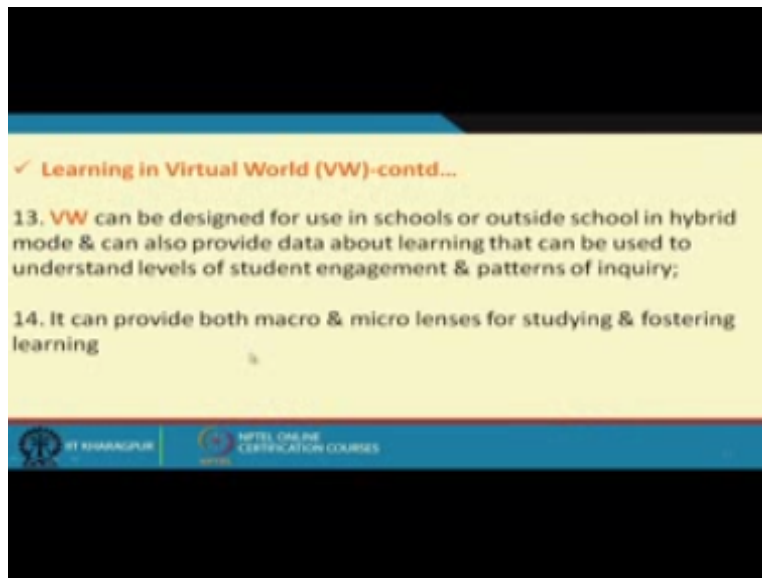 ✓ Learning in Virtual World (VW)-contd...
13. VW can be designed for use in schools or outside school in hybrid
mode & can also provide data about learning that can be used to
understand levels of student engagement & patterns of inquiry;
14. It can provide both macro & micro lenses for studying & fostering
learning
IIT KHARAGPUR
NPTEL ONLINE
CERTIFICATION COURSES
NPTEL